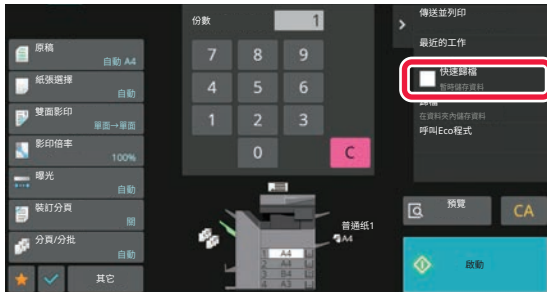 原稿
自動 A4
紙張選擇
自動
雙面影印
單面→單面
影印倍率
100%
曝光
自動
裝訂分頁
關
分頁/分批
自動
其它
份數
1
7
8
9
4
5
6
1
2
3
0
C
普通紙1
A4
1 A4
2 A4
3 B4
4 A3
傳送並列印
最近的工作
快速歸檔
暫時儲存資料
歸檔
在資料夾內儲存資料
呼叫Eco程式
預覽
CA
啟動